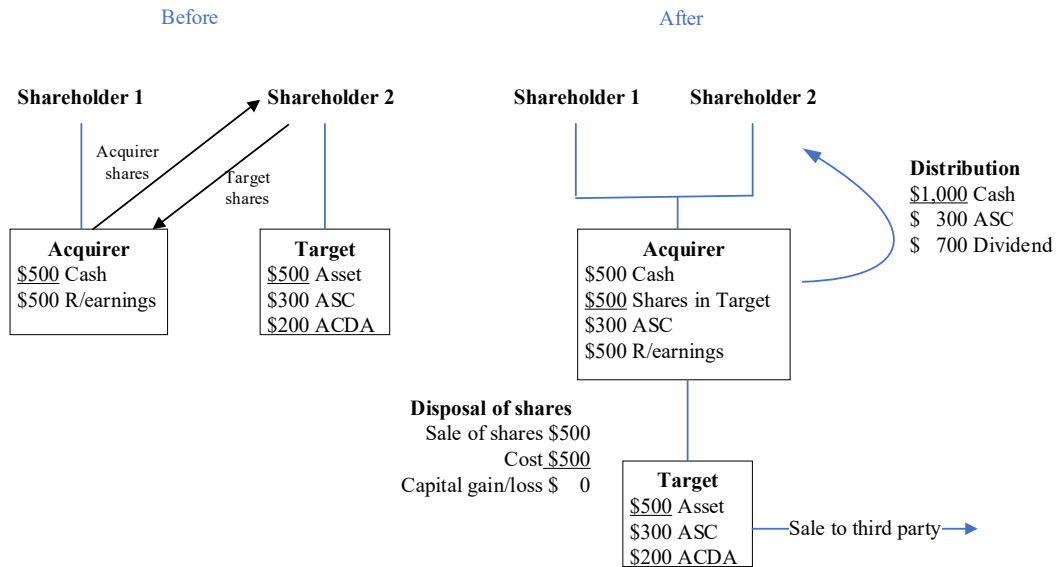 Before
After
Shareholder 1
Shareholder 2
Shareholder 1
Shareholder 2
Acquirer
shares
Target
shares
Distribution
$1,000 Cash
$ 300 ASC
$ 700 Dividend
Acquirer
$500 Cash
$500 R/earnings
Target
$500 Asset
$300 ASC
$200 ACDA
Acquirer
$500 Cash
$500 Shares in Target
$300 ASC
$500 R/earnings
Disposal of shares
Sale of shares $500
Cost $500
Capital gain/loss $ 0
Target
$500 Asset
$300 ASC
$200 ACDA
Sale to third party